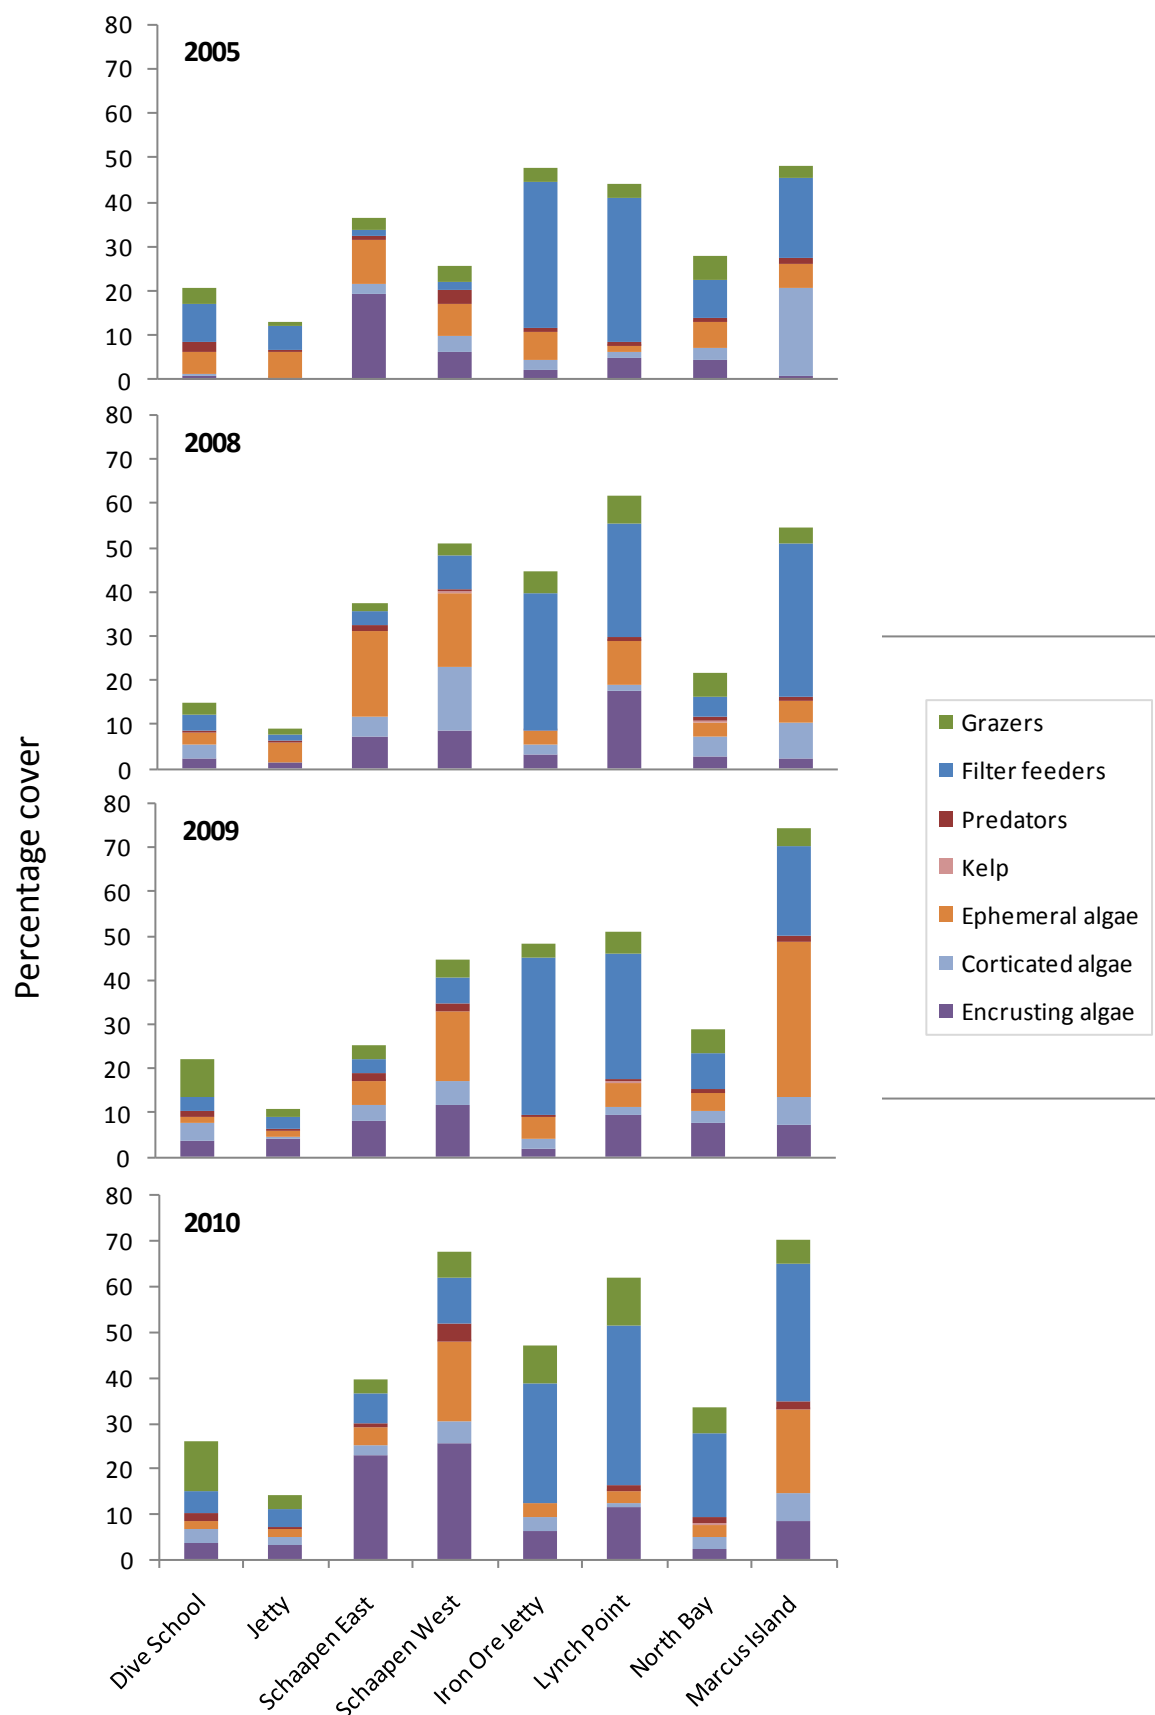 80
2005
70
60
50
40
30
20
10
0
80
2008
70
60
50
40
30
20
10
0
80
2009
70
60
50
40
30
20
10
0
80
2010
70
60
50
40
30
20
10
0
Percentage cover
Dive School
Jetty
Schaapen East
Schaapen West
Iron Ore Jetty
Lynch Point
North Bay
Marcus Island
Grazers
Filter feeders
Predators
Kelp
Ephemeral algae
Corticated algae
Encrusting algae